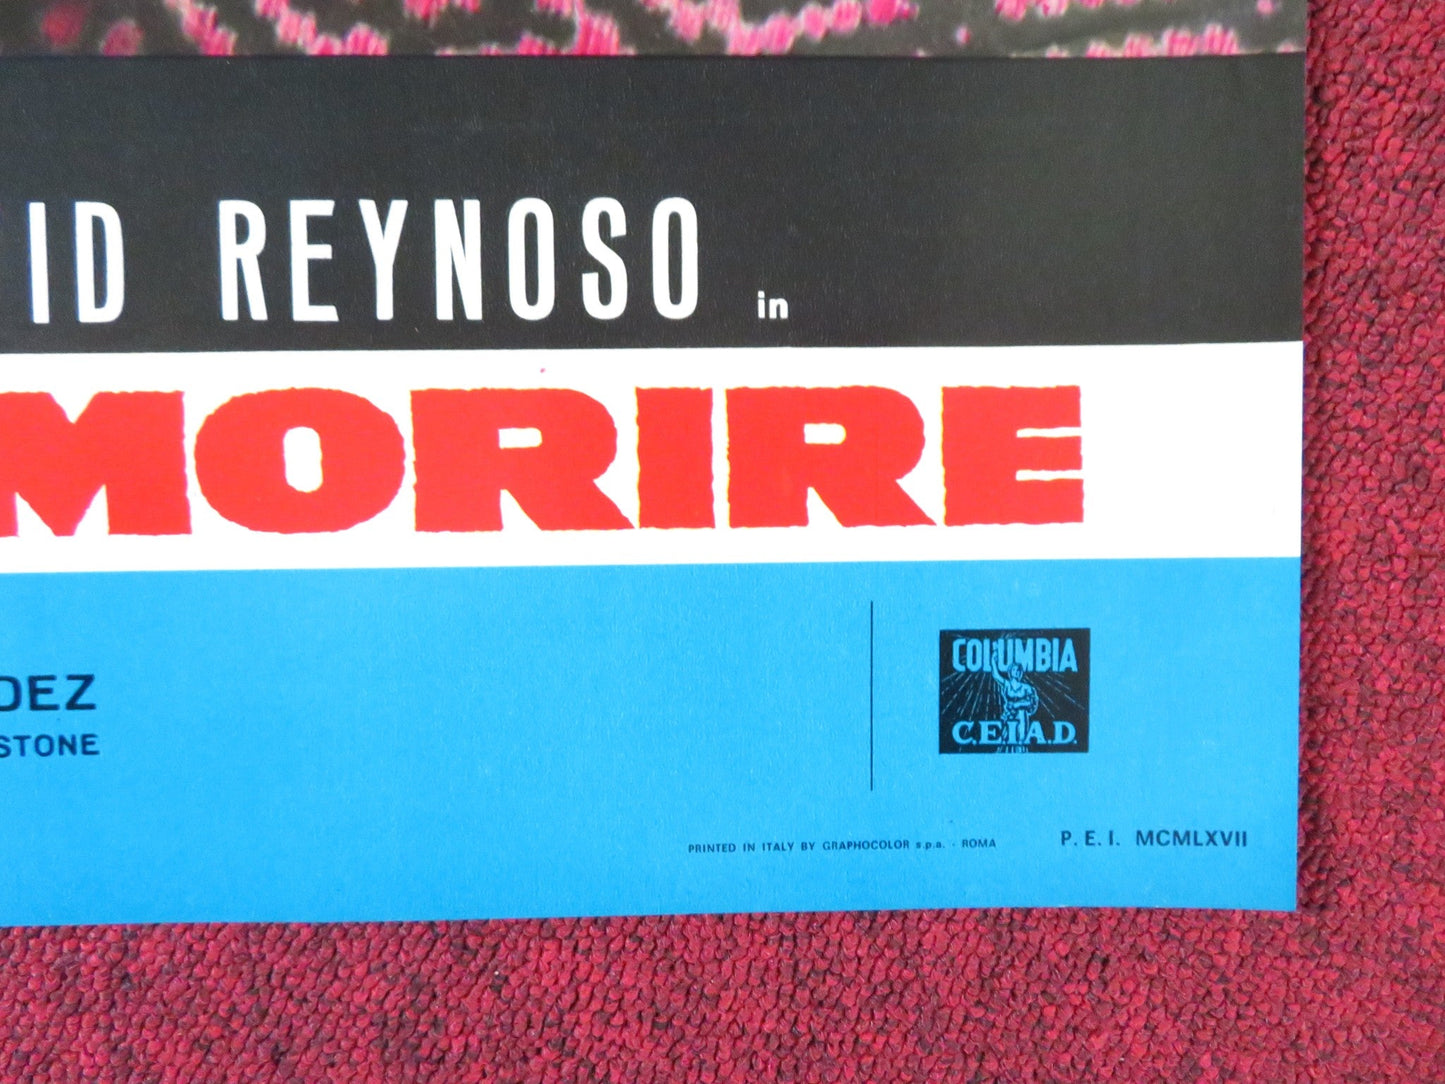 ID REYNOSO in
MORIRE
DEZ
STONE
COLUMBIA
C.E.I.A.D.
PRINTED IN ITALY BY GRAPHOCOLOR s.p.a. - ROMA
P. E. I. MCMLXVII